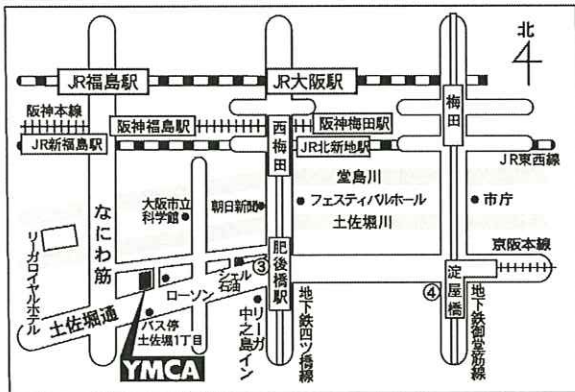 北
JR福島駅
JR大阪駅
阪神本線
阪神福島駅
西梅田
阪神梅田駅
梅田
JR新福島駅
JR北新地駅
JR東西線
堂島川
大阪市立
科学館
朝日新聞
フェスティバルホール
市庁
土佐堀川
なにわ筋
リーガロイヤルホテル
京阪本線
肥後橋駅
③
シェル
石油
ローソン
④
淀屋橋
土佐堀通
バス停
土佐堀1丁目
リーガ
中之島イン
地下鉄四ツ橋線
地下鉄御堂筋線
YMCA